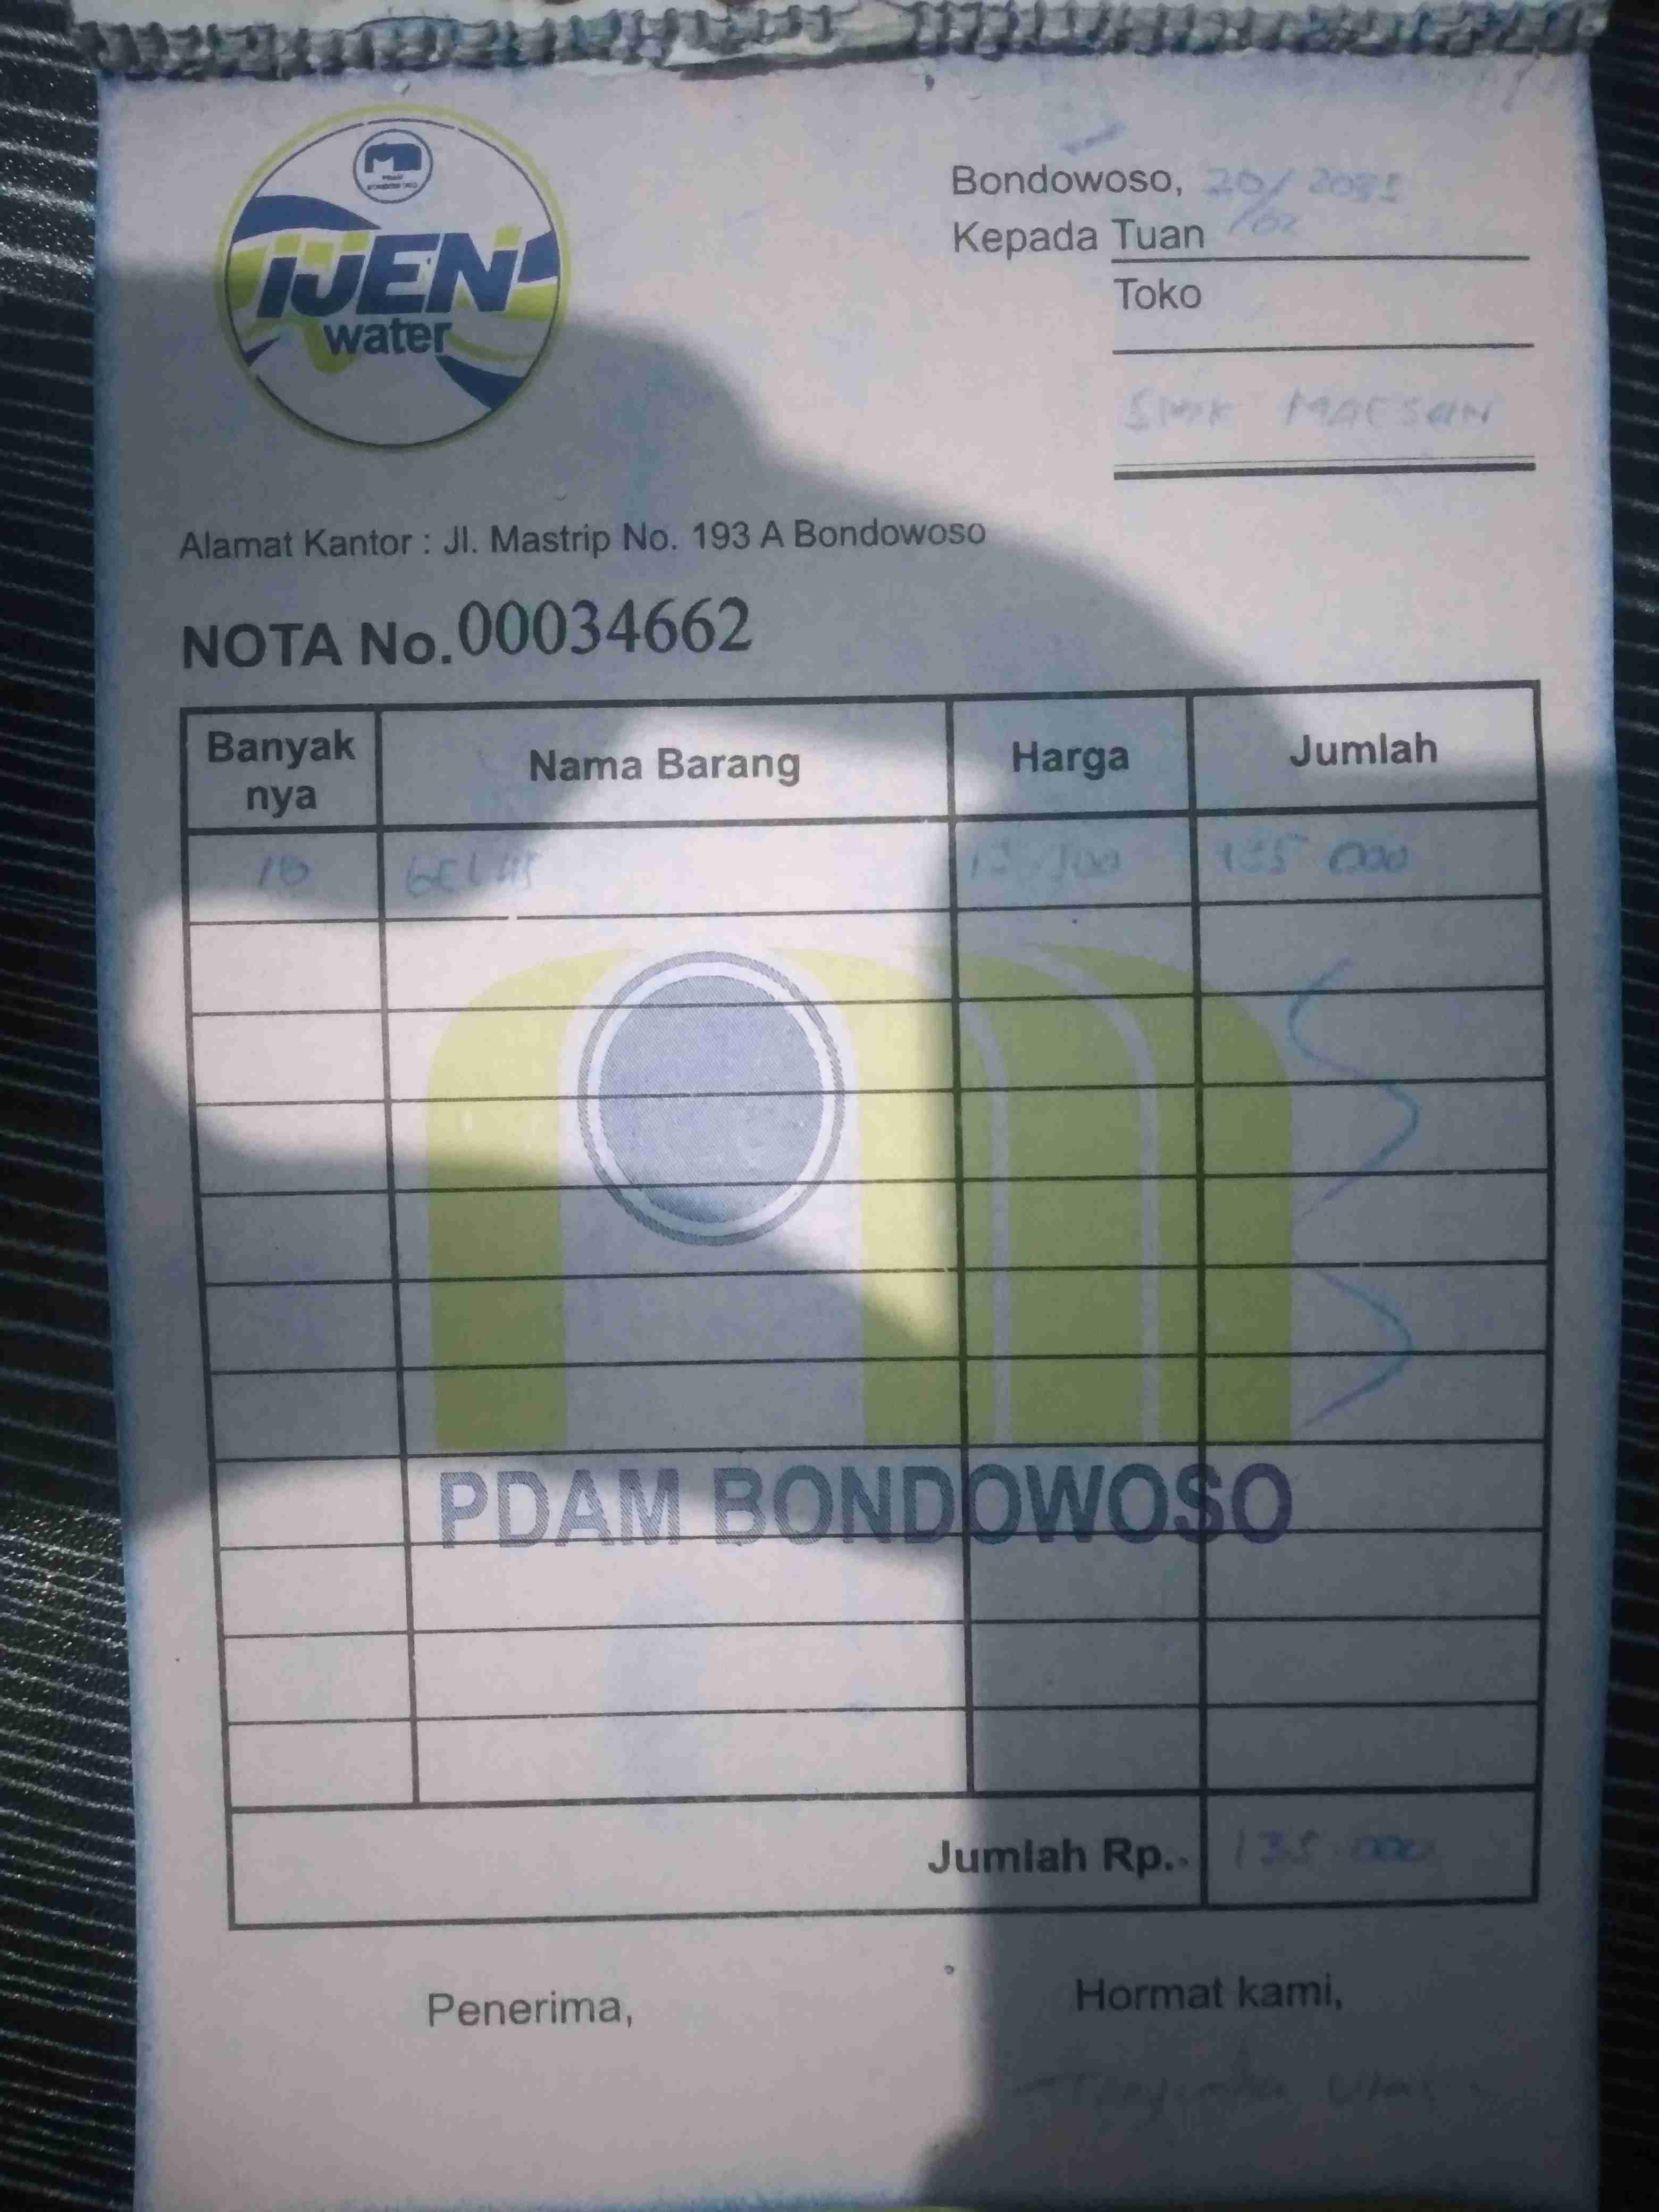 PDAM
BONDOWOSO
IJEN
water
Bondowoso, 20/02/2025
Kepada Tuan
Toko
SMK MAESAN
Alamat Kantor : Jl. Mastrip No. 193 A Bondowoso
NOTA No. 00034662
Banyak nya Nama Barang Harga Jumlah
10 13.500 135 000
PDAM BONDOWOSO
Jumlah Rp. 135.000
Penerima, Hormat kami,